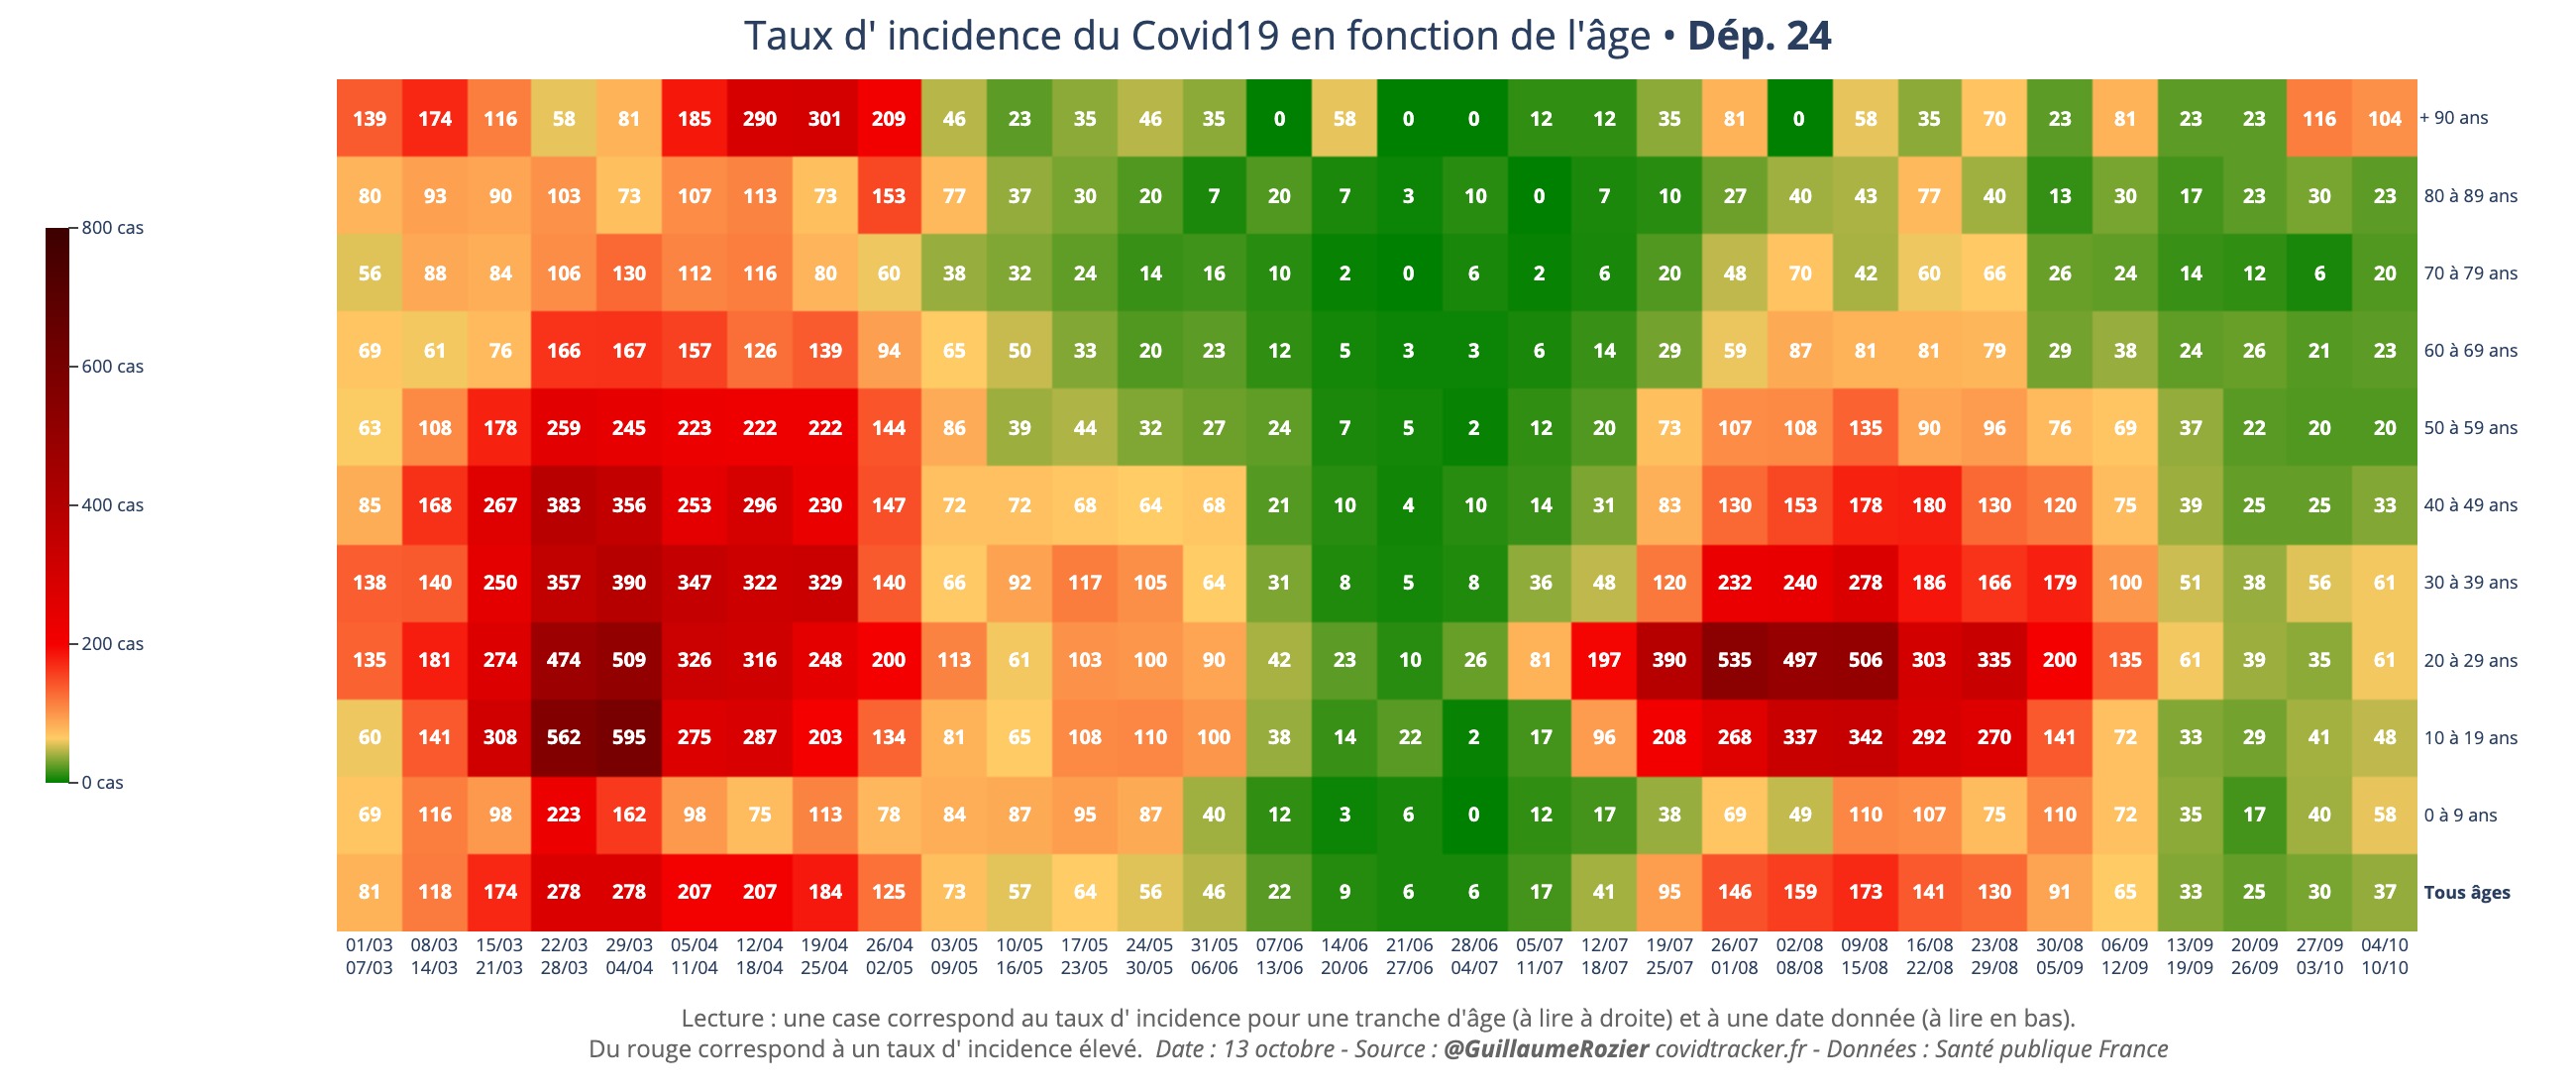 Taux d' incidence du Covid19 en fonction de l'âge • Dép. 24
800 cas
600 cas
400 cas
200 cas
0 cas
139 174 116 58 81 185 290 301 209 46 23 35 46 35 0 58 0 0 12 12 35 81 0 58 35 70 23 81 23 23 116 104 + 90 ans
80 93 90 103 73 107 113 73 153 77 37 30 20 7 20 7 3 10 0 7 10 27 40 43 77 40 13 30 17 23 30 23 80 à 89 ans
56 88 84 106 130 112 116 80 60 38 32 24 14 16 10 2 0 6 2 6 20 48 70 42 60 66 26 24 14 12 6 20 70 à 79 ans
69 61 76 166 167 157 126 139 94 65 50 33 20 23 12 5 3 3 6 14 29 59 87 81 81 79 29 38 24 26 21 23 60 à 69 ans
63 108 178 259 245 223 222 222 144 86 39 44 32 27 24 7 5 2 12 20 73 107 108 135 90 96 76 69 37 22 20 20 50 à 59 ans
85 168 267 383 356 253 296 230 147 72 72 68 64 68 21 10 4 10 14 31 83 130 153 178 180 130 120 75 39 25 25 33 40 à 49 ans
138 140 250 357 390 347 322 329 140 66 92 117 105 64 31 8 5 8 36 48 120 232 240 278 186 166 179 100 51 38 56 61 30 à 39 ans
135 181 274 474 509 326 316 248 200 113 61 103 100 90 42 23 10 26 81 197 390 535 497 506 303 335 200 135 61 39 35 61 20 à 29 ans
60 141 308 562 595 275 287 203 134 81 65 108 110 100 38 14 22 2 17 96 208 268 337 342 292 270 141 72 33 29 41 48 10 à 19 ans
69 116 98 223 162 98 75 113 78 84 87 95 87 40 12 3 6 0 12 17 38 69 49 110 107 75 110 72 35 17 40 58 0 à 9 ans
81 118 174 278 278 207 207 184 125 73 57 64 56 46 22 9 6 6 17 41 95 146 159 173 141 130 91 65 33 25 30 37 Tous âges
01/03 08/03 15/03 22/03 29/03 05/04 12/04 19/04 26/04 03/05 10/05 17/05 24/05 31/05 07/06 14/06 21/06 28/06 05/07 12/07 19/07 26/07 02/08 09/08 16/08 23/08 30/08 06/09 13/09 20/09 27/09 04/10
07/03 14/03 21/03 28/03 04/04 11/04 18/04 25/04 02/05 09/05 16/05 23/05 30/05 06/06 13/06 20/06 27/06 04/07 11/07 18/07 25/07 01/08 08/08 15/08 22/08 29/08 05/09 12/09 19/09 26/09 03/10 10/10
Lecture : une case correspond au taux d' incidence pour une tranche d'âge (à lire à droite) et à une date donnée (à lire en bas).
Du rouge correspond à un taux d' incidence élevé. Date : 13 octobre - Source : @GuillaumeRozier covidtracker.fr - Données : Santé publique France